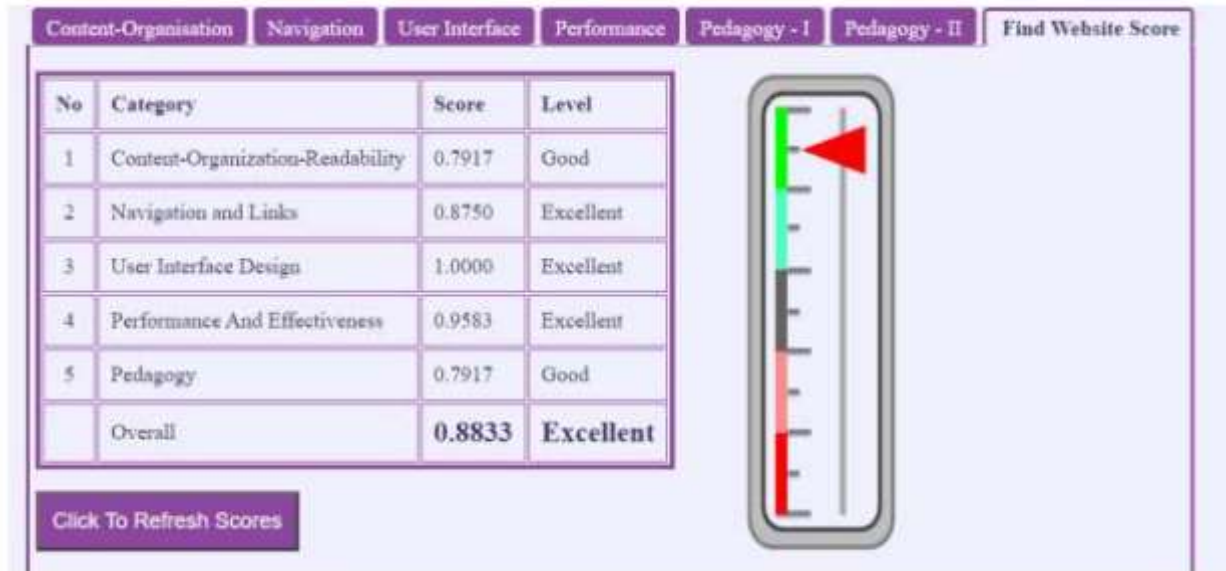 Content-Organisation Navigation User Interface Performance Pedagogy - I Pedagogy - II Find Website Score
No Category Score Level
1 Content-Organization-Readability 0.7917 Good
2 Navigation and Links 0.8750 Excellent
3 User Interface Design 1.0000 Excellent
4 Performance And Effectiveness 0.9583 Excellent
5 Pedagogy 0.7917 Good
Overall 0.8833 Excellent
Click To Refresh Scores